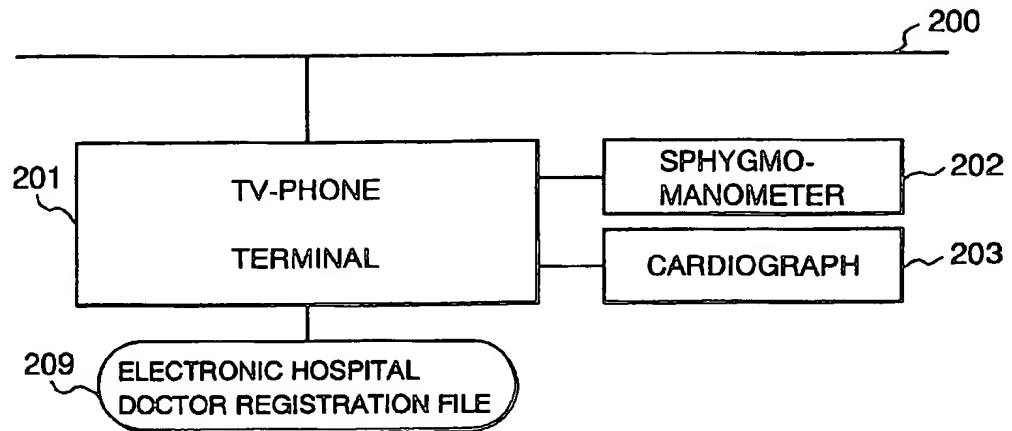 200
201
TV-PHONE
TERMINAL
SPHYGMO-
MANOMETER
202
CARDIOGRAPH
203
209
ELECTRONIC HOSPITAL
DOCTOR REGISTRATION FILE